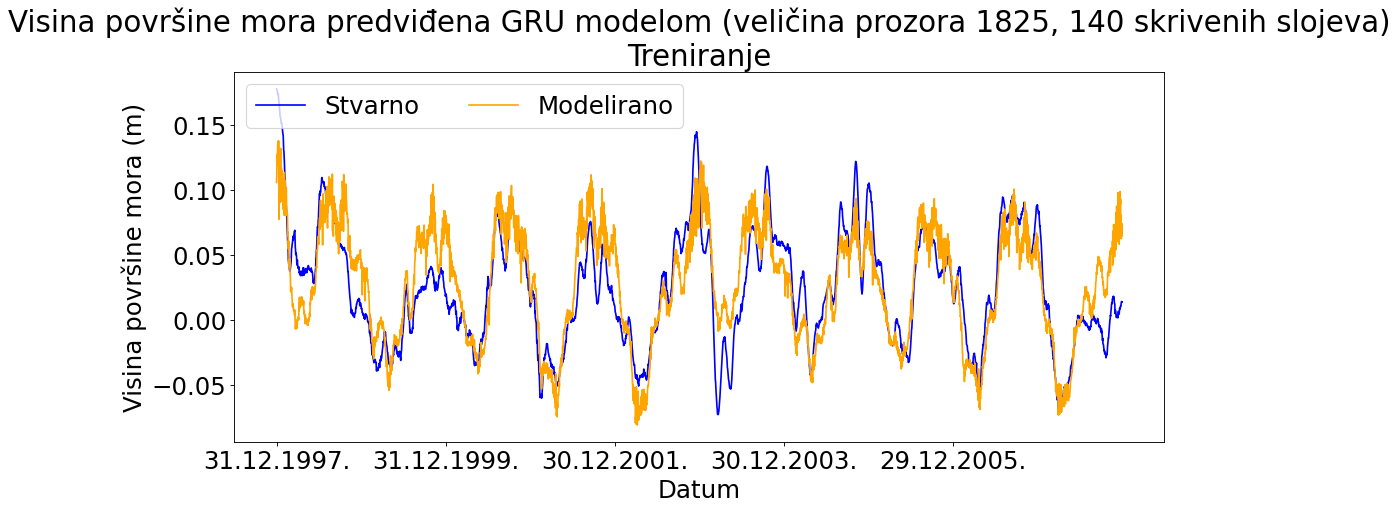 Visina površine mora predviđena GRU modelom (veličina prozora 1825, 140 skrivenih slojeva)
Treniranje
Stvarno
Modelirano
Visina površine mora (m)
0.15
0.10
0.05
0.00
−0.05
31.12.1997.
31.12.1999.
30.12.2001.
30.12.2003.
29.12.2005.
Datum